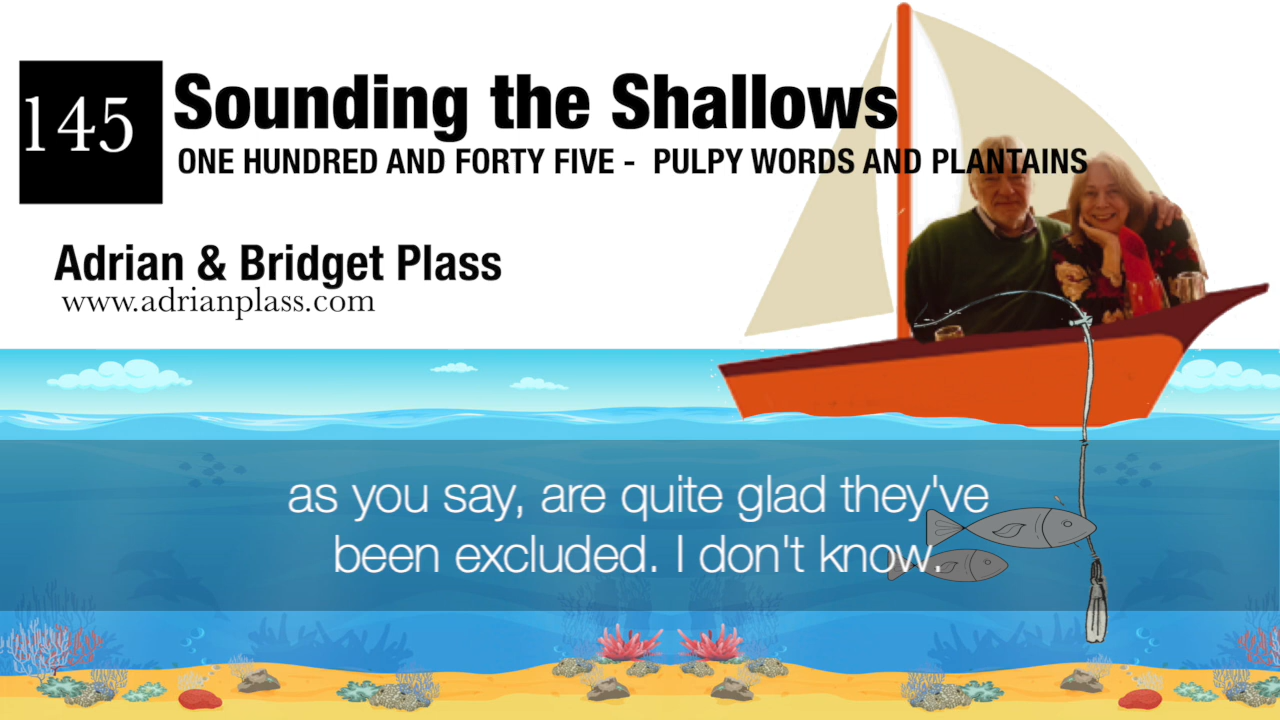 145
Sounding the Shallows
ONE HUNDRED AND FORTY FIVE - PULPY WORDS AND PLANTAINS
Adrian & Bridget Plass
www.adrianplass.com
as you say, are quite glad they've
been excluded. I don't know.